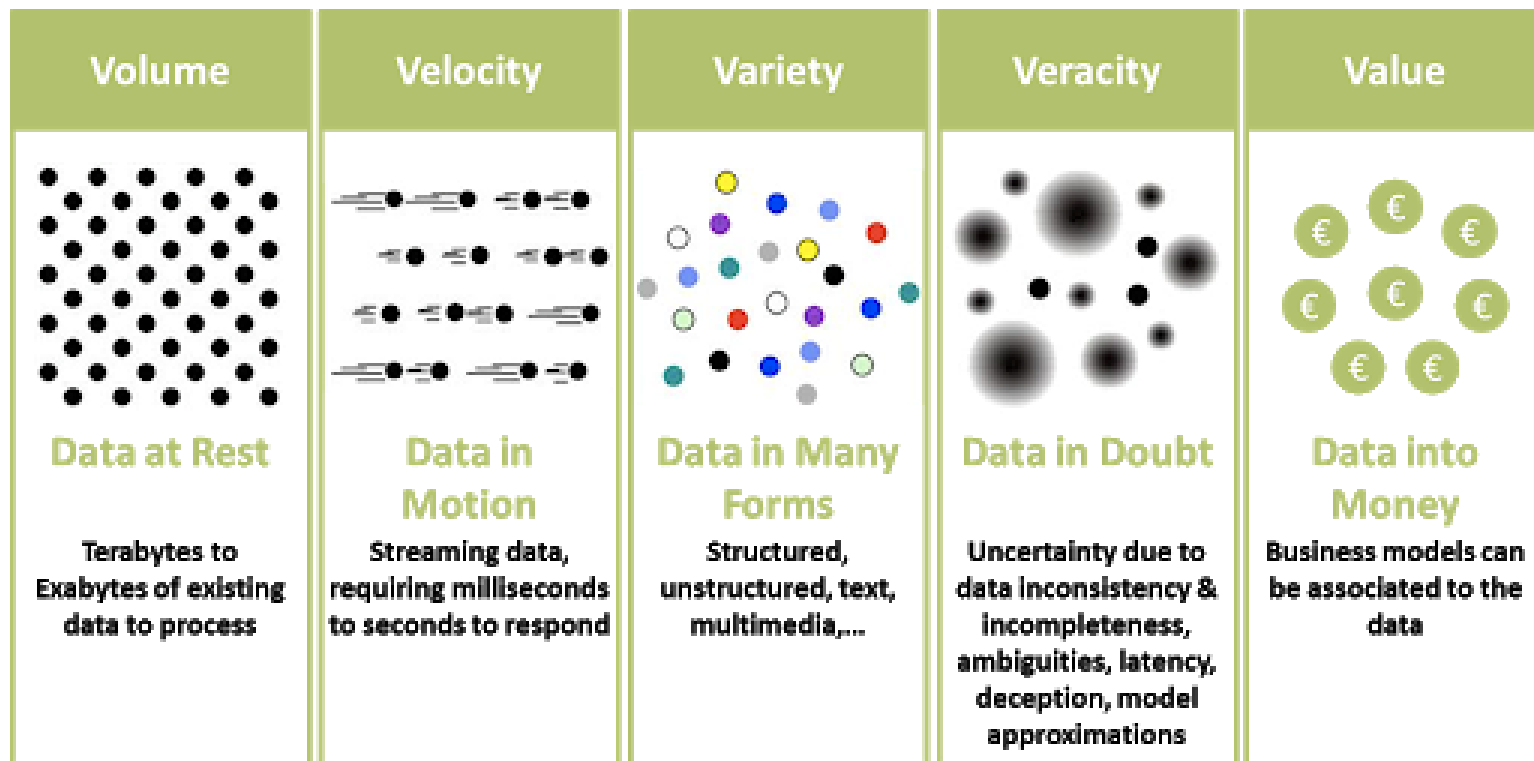 Volume
Data at Rest
Terabytes to
Exabytes of existing
data to process
Velocity
Data in
Motion
Streaming data,
requiring milliseconds
to seconds to respond
Variety
Data in Many
Forms
Structured,
unstructured, text,
multimedia,...
Veracity
Data in Doubt
Uncertainty due to
data inconsistency &
incompleteness,
ambiguities, latency,
deception, model
approximations
Value
€
€
€
€
€
€
€
€
Data into
Money
Business models can
be associated to the
data